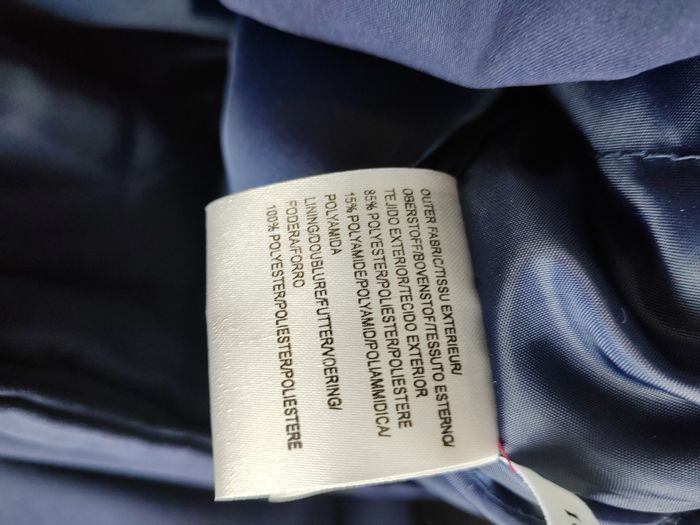 OUTER FABRIC/TISSU EXTERIEUR/
OBERSTOFF/BOVENSTOF/TESSUTO ESTERNO/
TEJIDO EXTERIOR/TECIDO EXTERIOR
85% POLYESTER/POLIESTER/POLIESTERE
15% POLYAMIDE/POLYAMID/POLIAMMIDICA/
POLYAMIDA
LINING/DOUBLURE/FUTTER/VOERING/
FODERA/FORRO
100% POLYESTER/POLIESTERE